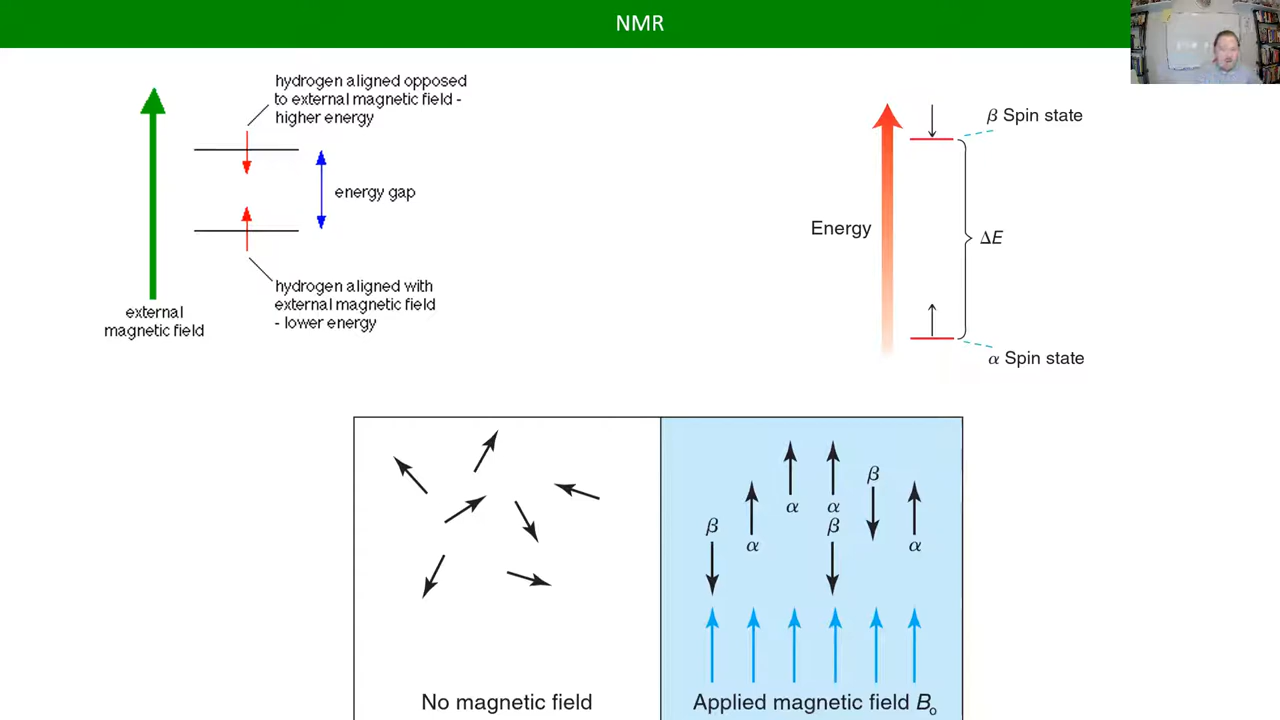 NMR
hydrogen aligned opposed
to external magnetic field -
higher energy
energy gap
hydrogen aligned with
external magnetic field
- lower energy
external
magnetic field
β Spin state
Energy
ΔE
α Spin state
β
α
α
α
β
β
α
No magnetic field
Applied magnetic field Bₒ